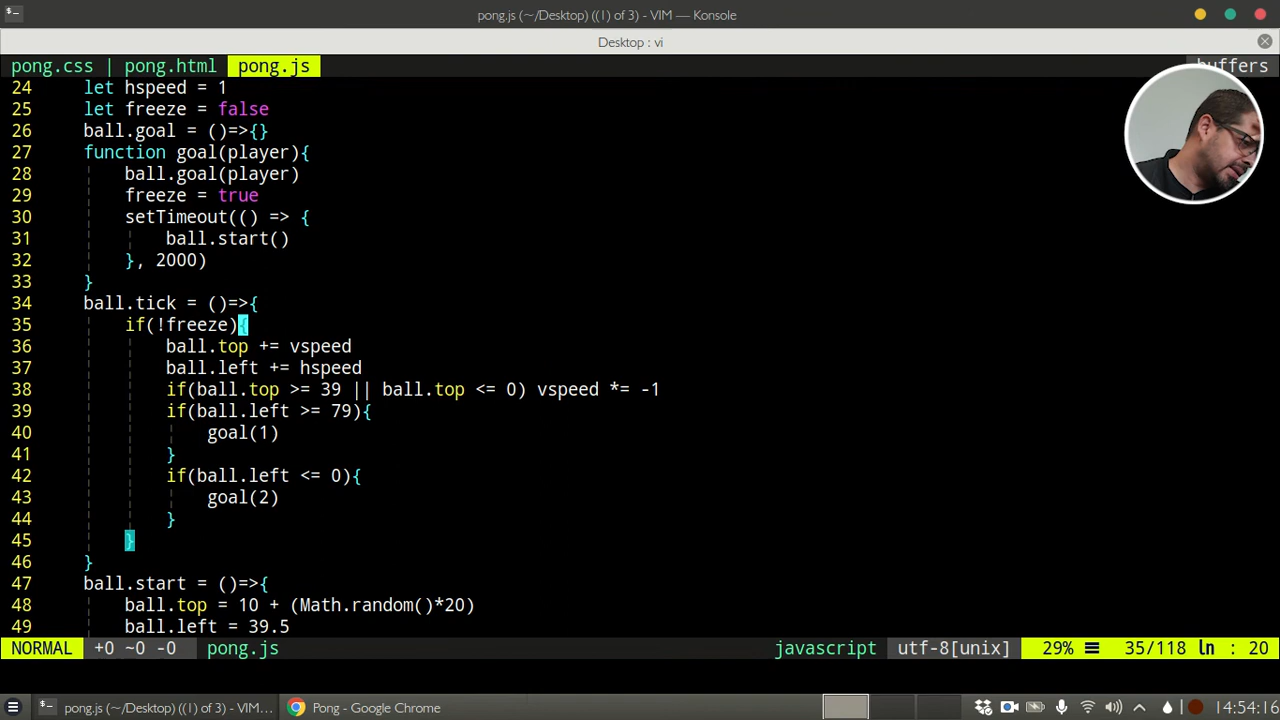 pong.js (~/Desktop) ((1) of 3) - VIM — Konsole
Desktop : vi
pong.css | pong.html pong.js buffers
24 let hspeed = 1
25 let freeze = false
26 ball.goal = ()=>{}
27 function goal(player){
28 ball.goal(player)
29 freeze = true
30 setTimeout(() => {
31 ball.start()
32 }, 2000)
33 }
34 ball.tick = ()=>{
35 if(!freeze){
36 ball.top += vspeed
37 ball.left += hspeed
38 if(ball.top >= 39 || ball.top <= 0) vspeed *= -1
39 if(ball.left >= 79){
40 goal(1)
41 }
42 if(ball.left <= 0){
43 goal(2)
44 }
45 }
46 }
47 ball.start = ()=>{
48 ball.top = 10 + (Math.random()*20)
49 ball.left = 39.5
NORMAL +0 ~0 -0 pong.js javascript utf-8[unix] 29% ☰ 35/118 ln : 20
pong.js (~/Desktop) ((1) of 3) - VIM... Pong - Google Chrome 14:54:16